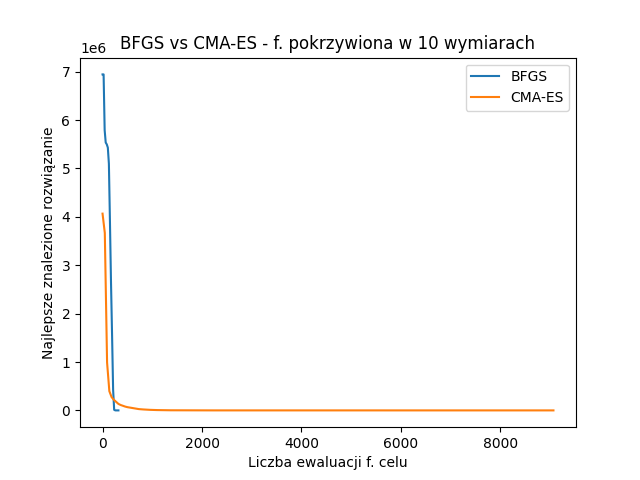 BFGS vs CMA-ES - f. pokrzywiona w 10 wymiarach
1e6
7
6
5
4
3
2
1
0
Najlepsze znalezione rozwiązanie
BFGS
CMA-ES
0 2000 4000 6000 8000
Liczba ewaluacji f. celu